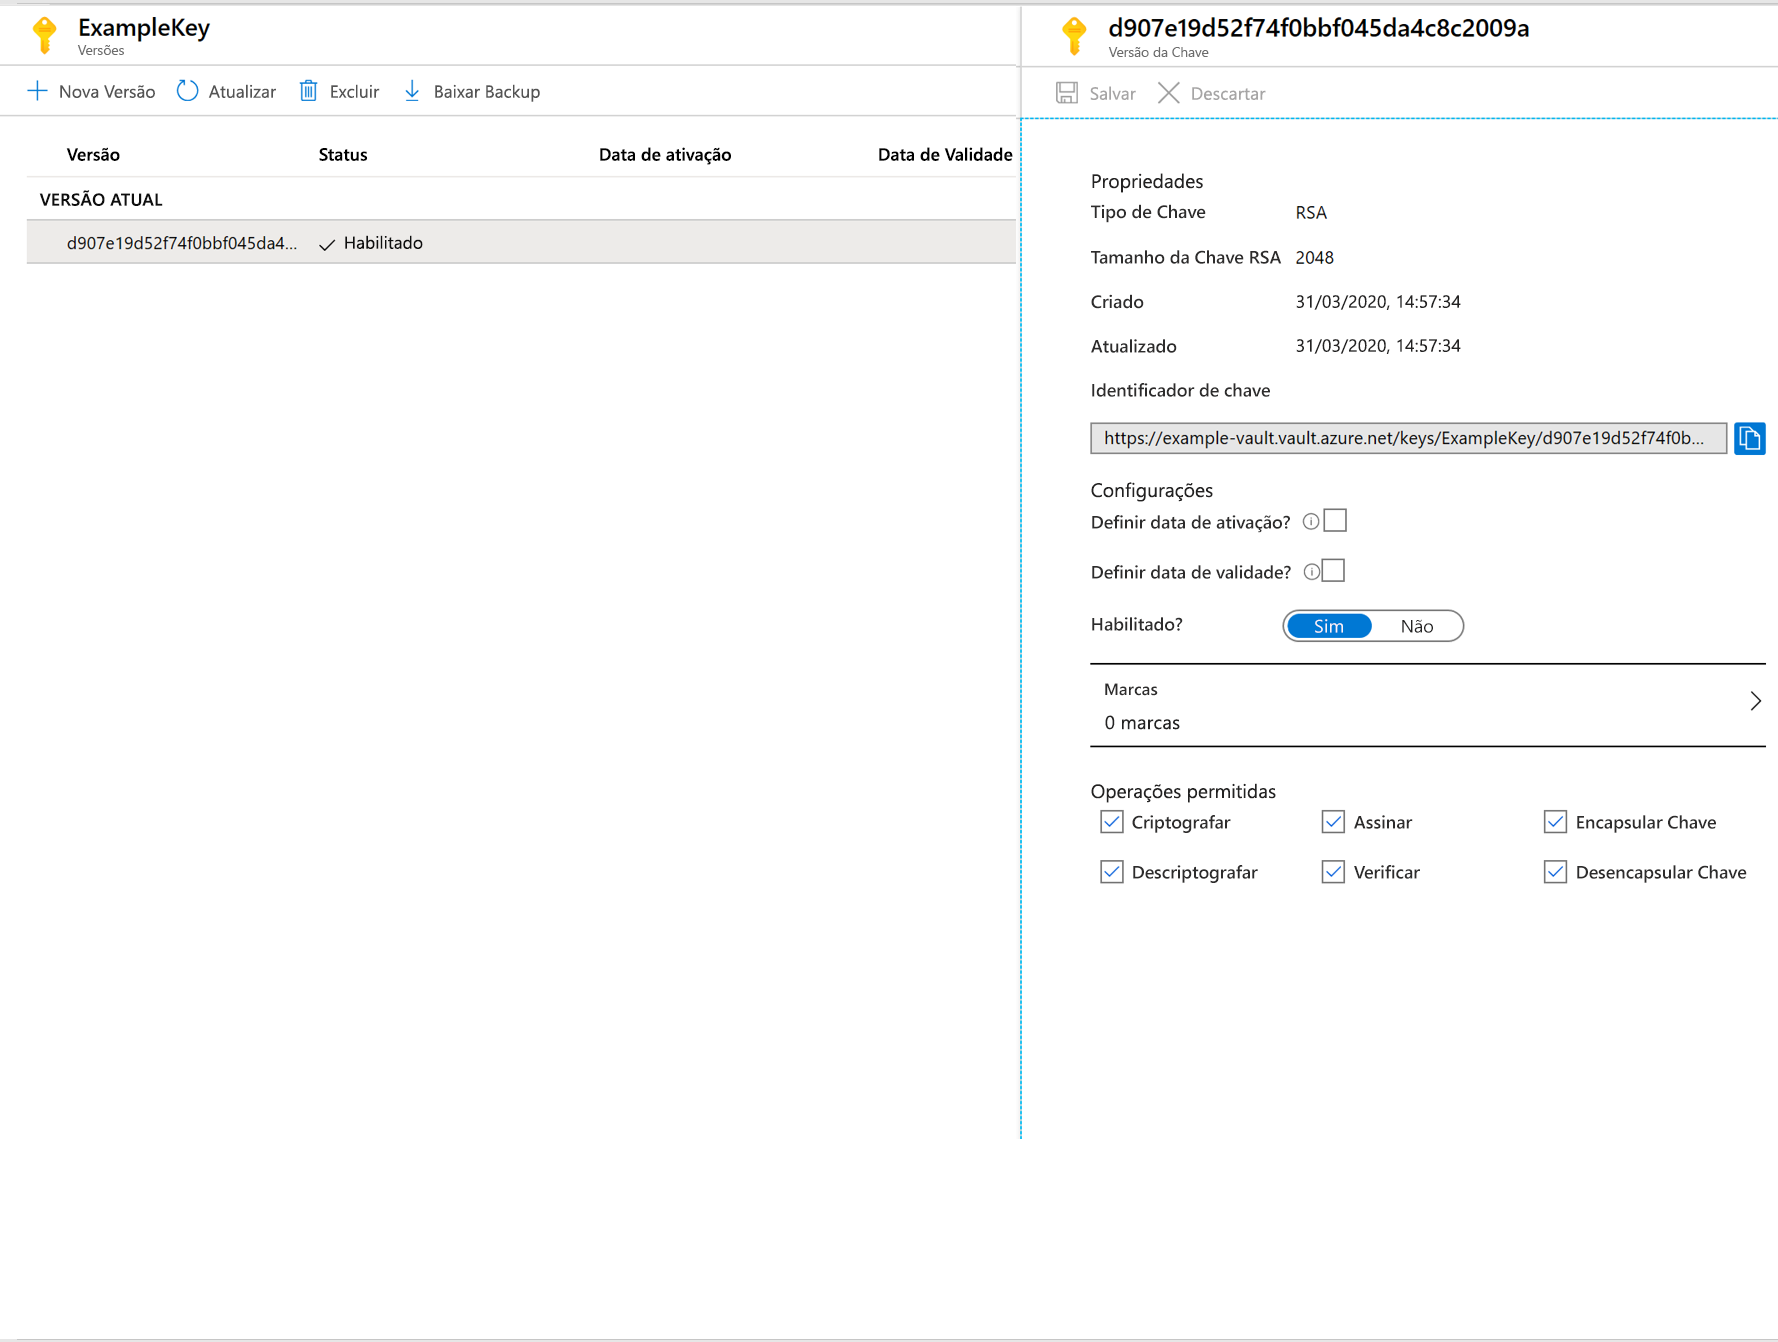 ExampleKey
Versões
Nova Versão Atualizar Excluir Baixar Backup
Versão Status Data de ativação Data de Validade
VERSÃO ATUAL
d907e19d52f74f0bbf045da4... Habilitado
d907e19d52f74f0bbf045da4c8c2009a
Versão da Chave
Salvar Descartar
Propriedades
Tipo de Chave RSA
Tamanho da Chave RSA 2048
Criado 31/03/2020, 14:57:34
Atualizado 31/03/2020, 14:57:34
Identificador de chave
https://example-vault.vault.azure.net/keys/ExampleKey/d907e19d52f74f0b...
Configurações
Definir data de ativação?
Definir data de validade?
Habilitado? Sim Não
Marcas
0 marcas
Operações permitidas
Criptografar Assinar Encapsular Chave
Descriptografar Verificar Desencapsular Chave